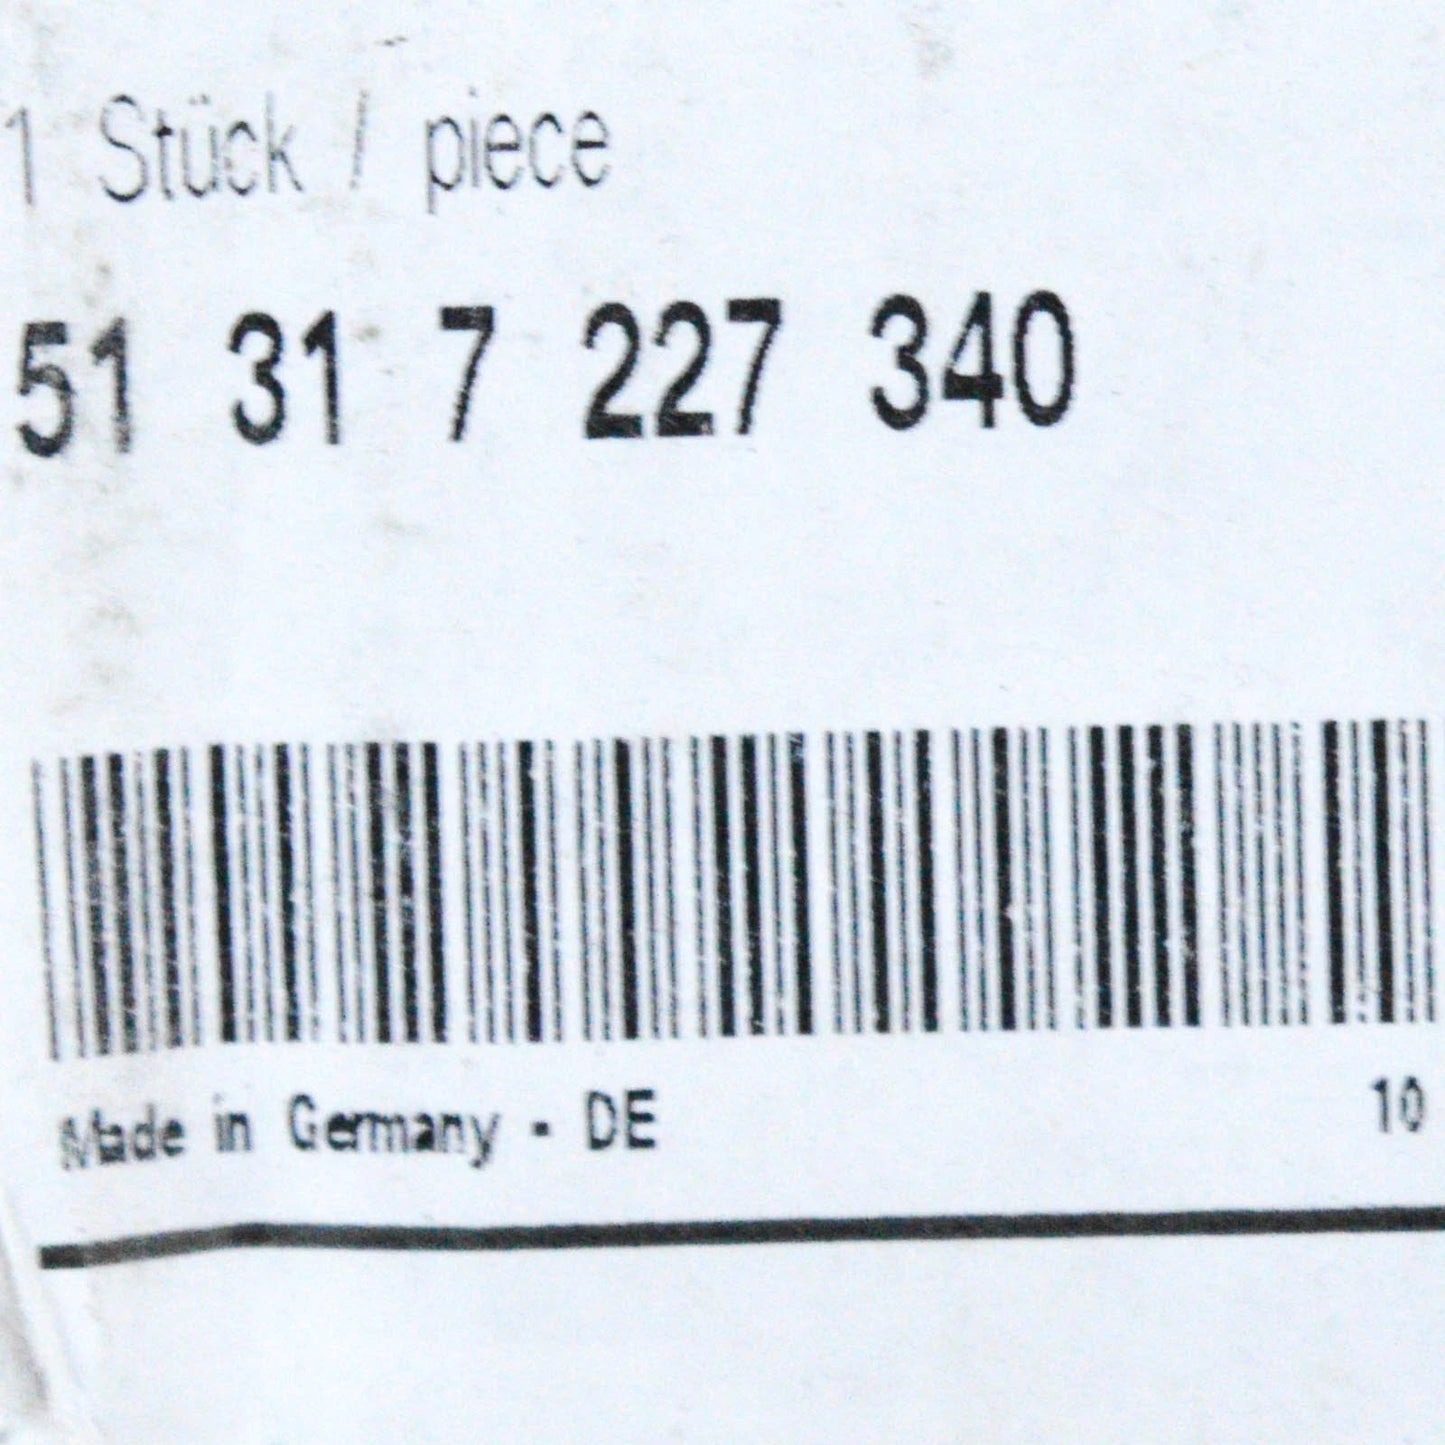 1 Stück / piece
51 31 7 227 340
Made in Germany - DE 10